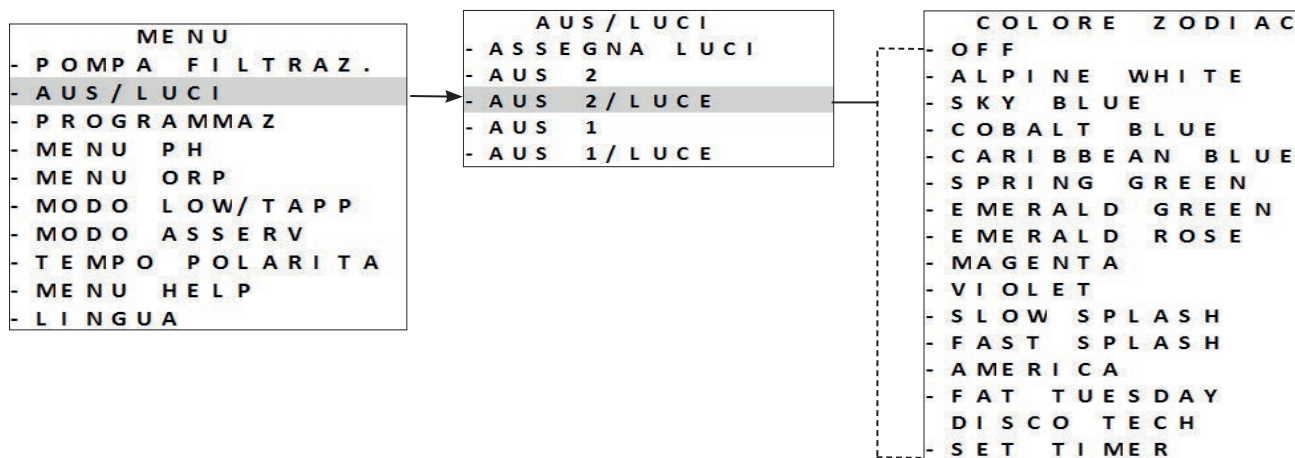 MENU
- POMPA FILTRAZ.
- AUS/LUCI
- PROGRAMMAZ
- MENU PH
- MENU ORP
- MODO LOW/TAPP
- MODO ASSERV
- TEMPO POLARITA
- MENU HELP
- LINGUA
AUS/LUCI
- ASSEGNA LUCI
- AUS 2
- AUS 2/LUCE
- AUS 1
- AUS 1/LUCE
COLORE ZODIAC
- OFF
- ALPINE WHITE
- SKY BLUE
- COBALT BLUE
- CARIBBEAN BLUE
- SPRING GREEN
- EMERALD GREEN
- EMERALD ROSE
- MAGENTA
- VIOLET
- SLOW SPLASH
- FAST SPLASH
- AMERICA
- FAT TUESDAY
DISCO TECH
- SET TIMER